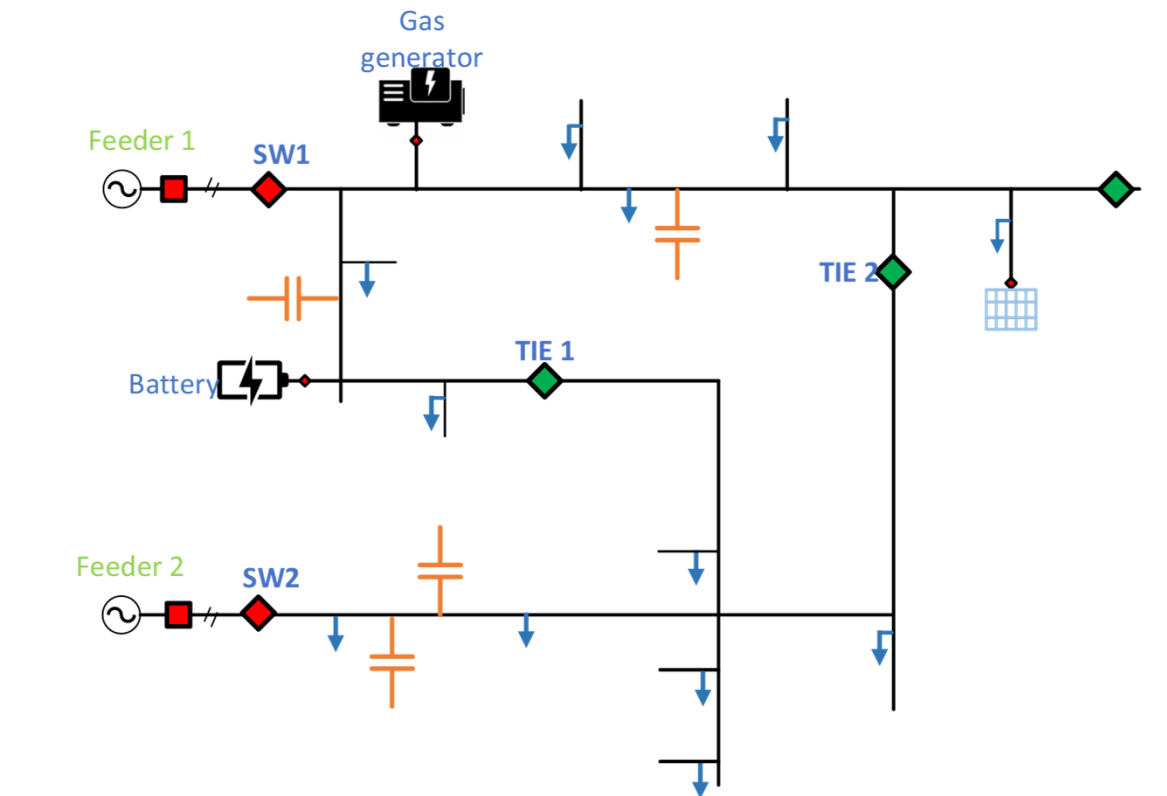 Gas
generator
Feeder 1
SW1
TIE 2
TIE 1
Battery
Feeder 2
SW2